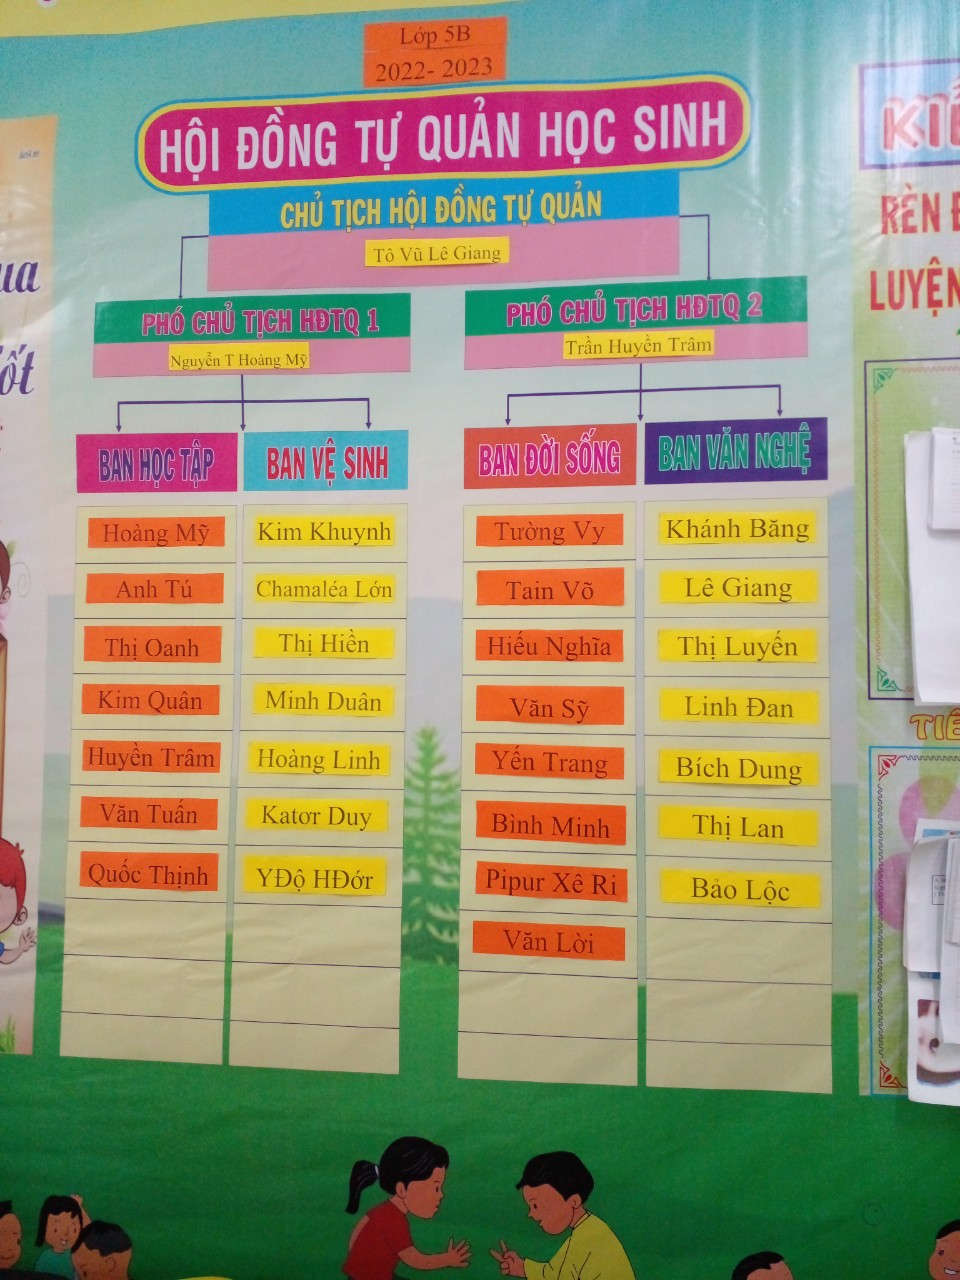 Lớp 5B
2022- 2023
HỘI ĐỒNG TỰ QUẢN HỌC SINH
CHỦ TỊCH HỘI ĐỒNG TỰ QUẢN
Tô Vũ Lê Giang
PHÓ CHỦ TỊCH HĐTQ 1
Nguyễn T Hoàng Mỹ
PHÓ CHỦ TỊCH HĐTQ 2
Trần Huyền Trâm
BAN HỌC TẬP
Hoàng Mỹ
Anh Tú
Thị Oanh
Kim Quân
Huyền Trâm
Văn Tuấn
Quốc Thịnh
BAN VỆ SINH
Kim Khuynh
Chamaléa Lớn
Thị Hiền
Minh Duân
Hoàng Linh
Katơr Duy
YĐộ HĐớr
BAN ĐỜI SỐNG
Tường Vy
Tain Võ
Hiếu Nghĩa
Văn Sỹ
Yến Trang
Bình Minh
Pipur Xê Ri
Văn Lời
BAN VĂN NGHỆ
Khánh Băng
Lê Giang
Thị Luyến
Linh Đan
Bích Dung
Thị Lan
Bảo Lộc
RÈN
LUYỆN